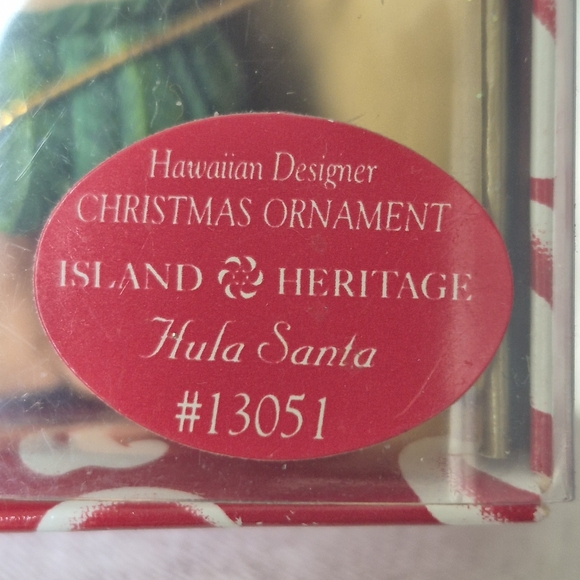 Hawaiian Designer
CHRISTMAS ORNAMENT
ISLAND HERITAGE
Hula Santa
#13051